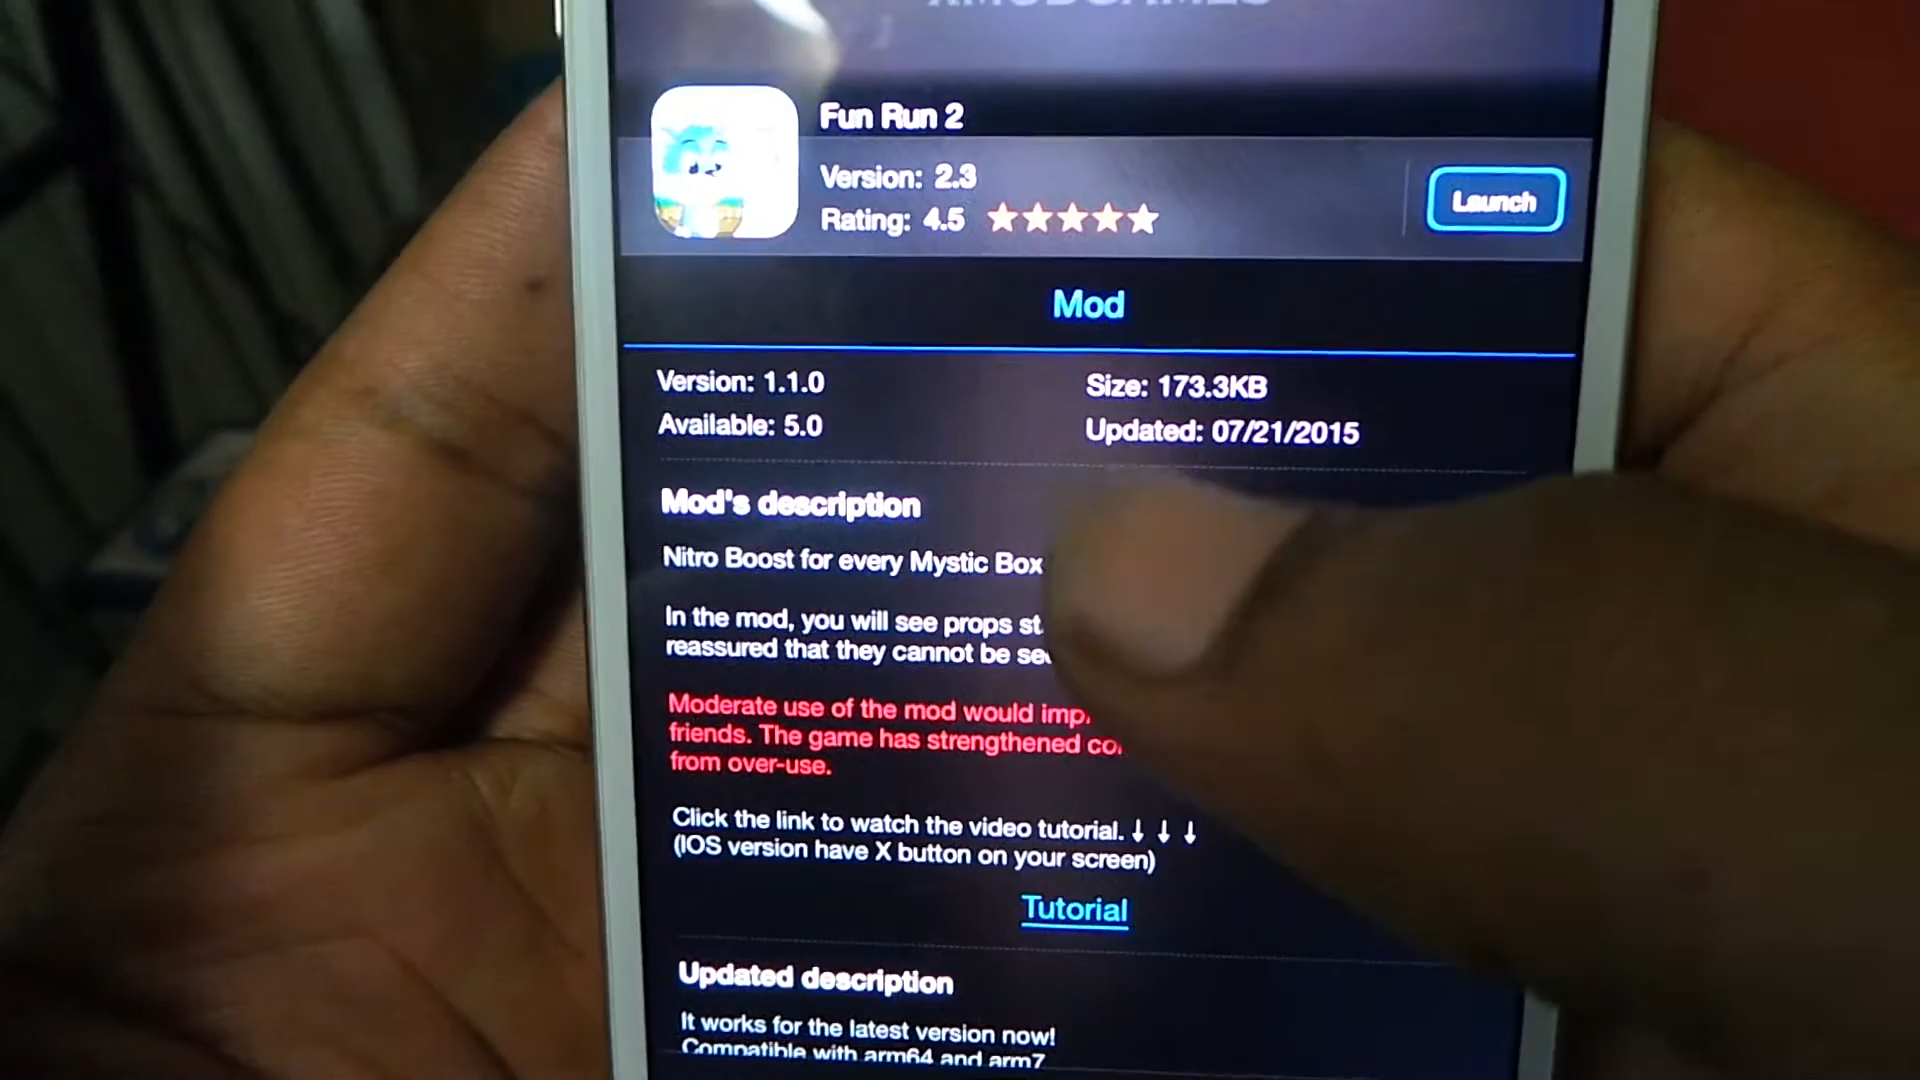 XMODGAMES
Fun Run 2
Version: 2.3
Rating: 4.5
Launch
Mod
Version: 1.1.0
Size: 173.3KB
Available: 5.0
Updated: 07/21/2015
Mod's description
Nitro Boost for every Mystic Box
In the mod, you will see props
reassured that they cannot be
Moderate use of the mod would
friends. The game has strengthened
from over-use.
Click the link to watch the video tutorial.↓ ↓ ↓
(IOS version have X button on your screen)
Tutorial
Updated description
It works for the latest version now!
Compatible with arm64 and arm7